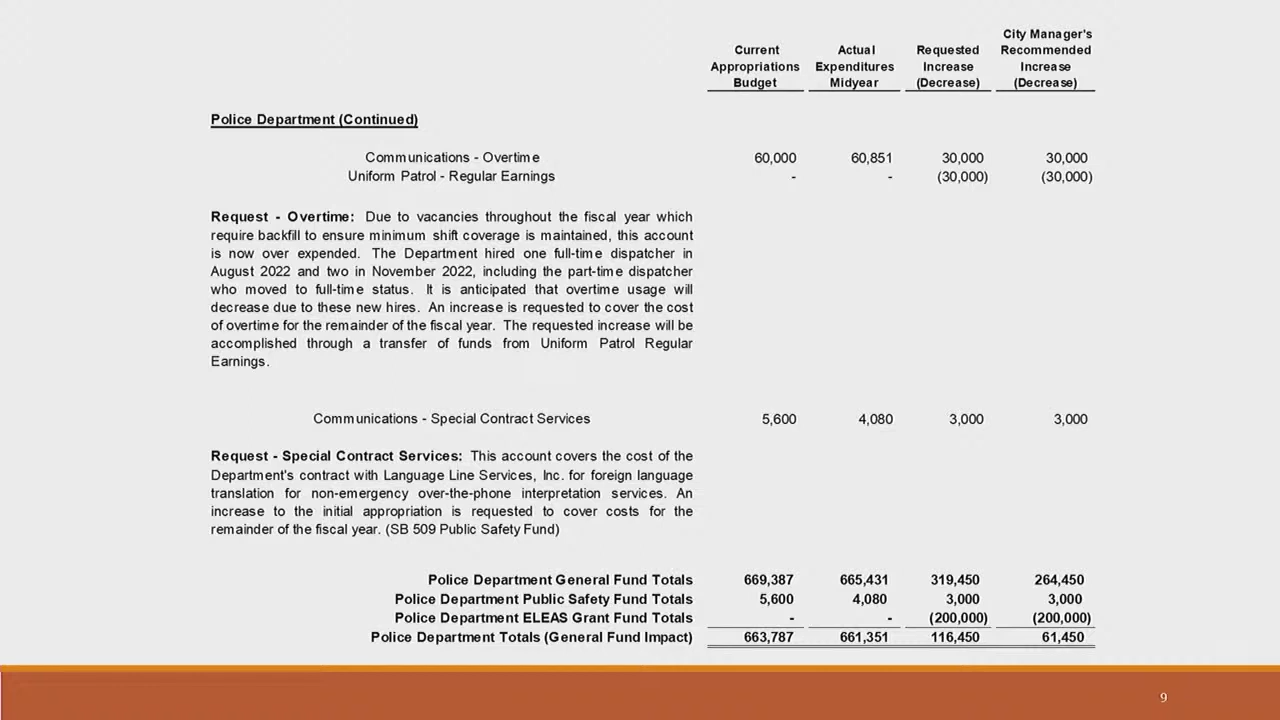 City Manager's
Current Actual Requested Recommended
Appropriations Expenditures Increase Increase
Budget Midyear (Decrease) (Decrease)
Police Department (Continued)
Communications - Overtime 60,000 60,851 30,000 30,000
Uniform Patrol - Regular Earnings - - (30,000) (30,000)
Request - Overtime: Due to vacancies throughout the fiscal year which
require backfill to ensure minimum shift coverage is maintained, this account
is now over expended. The Department hired one full-time dispatcher in
August 2022 and two in November 2022, including the part-time dispatcher
who moved to full-time status. It is anticipated that overtime usage will
decrease due to these new hires. An increase is requested to cover the cost
of overtime for the remainder of the fiscal year. The requested increase will be
accomplished through a transfer of funds from Uniform Patrol Regular
Earnings.
Communications - Special Contract Services 5,600 4,080 3,000 3,000
Request - Special Contract Services: This account covers the cost of the
Department's contract with Language Line Services, Inc. for foreign language
translation for non-emergency over-the-phone interpretation services. An
increase to the initial appropriation is requested to cover costs for the
remainder of the fiscal year. (SB 509 Public Safety Fund)
Police Department General Fund Totals 669,387 665,431 319,450 264,450
Police Department Public Safety Fund Totals 5,600 4,080 3,000 3,000
Police Department ELEAS Grant Fund Totals - - (200,000) (200,000)
Police Department Totals (General Fund Impact) 663,787 661,351 116,450 61,450
9